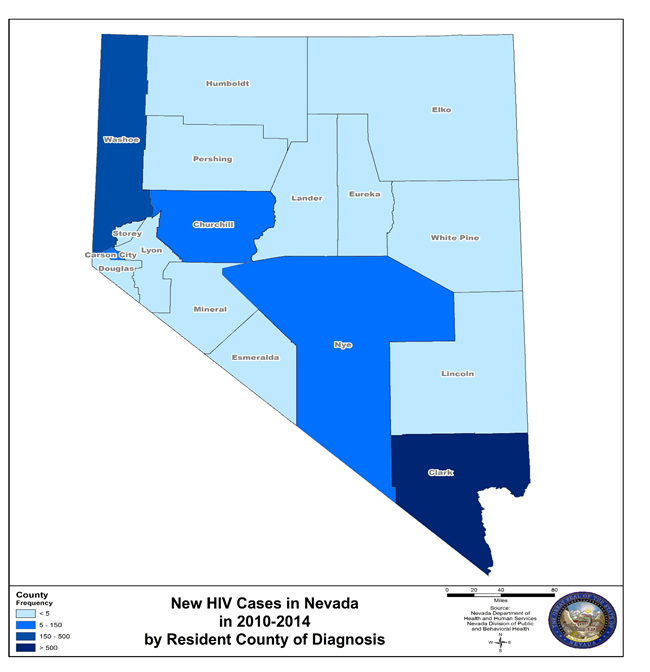 Humboldt
Elko
Washoe
Pershing
Lander
Eureka
Churchill
Storey
White Pine
Lyon
Carson City
Douglas
Mineral
Nye
Esmeralda
Lincoln
Clark
County
Frequency
< 5
5 - 150
150 - 500
> 500
New HIV Cases in Nevada
in 2010-2014
by Resident County of Diagnosis
0 20 40 80
Miles
Source:
Nevada Department of
Health and Human Services
Nevada Division of Public
and Behavioral Health
N
W E
S